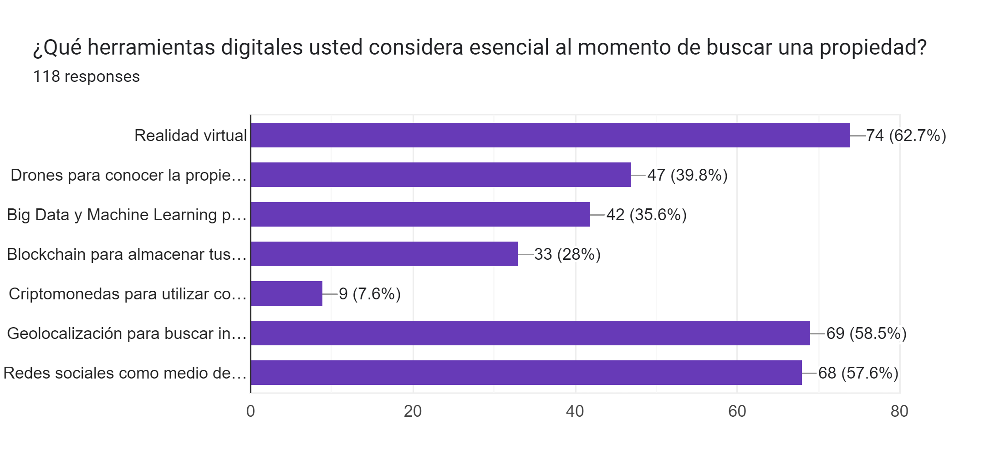 ¿Qué herramientas digitales usted considera esencial al momento de buscar una propiedad?
118 responses
Realidad virtual 74 (62.7%)
Drones para conocer la propie… 47 (39.8%)
Big Data y Machine Learning p… 42 (35.6%)
Blockchain para almacenar tus… 33 (28%)
Criptomonedas para utilizar co… 9 (7.6%)
Geolocalización para buscar in… 69 (58.5%)
Redes sociales como medio de… 68 (57.6%)
0 20 40 60 80